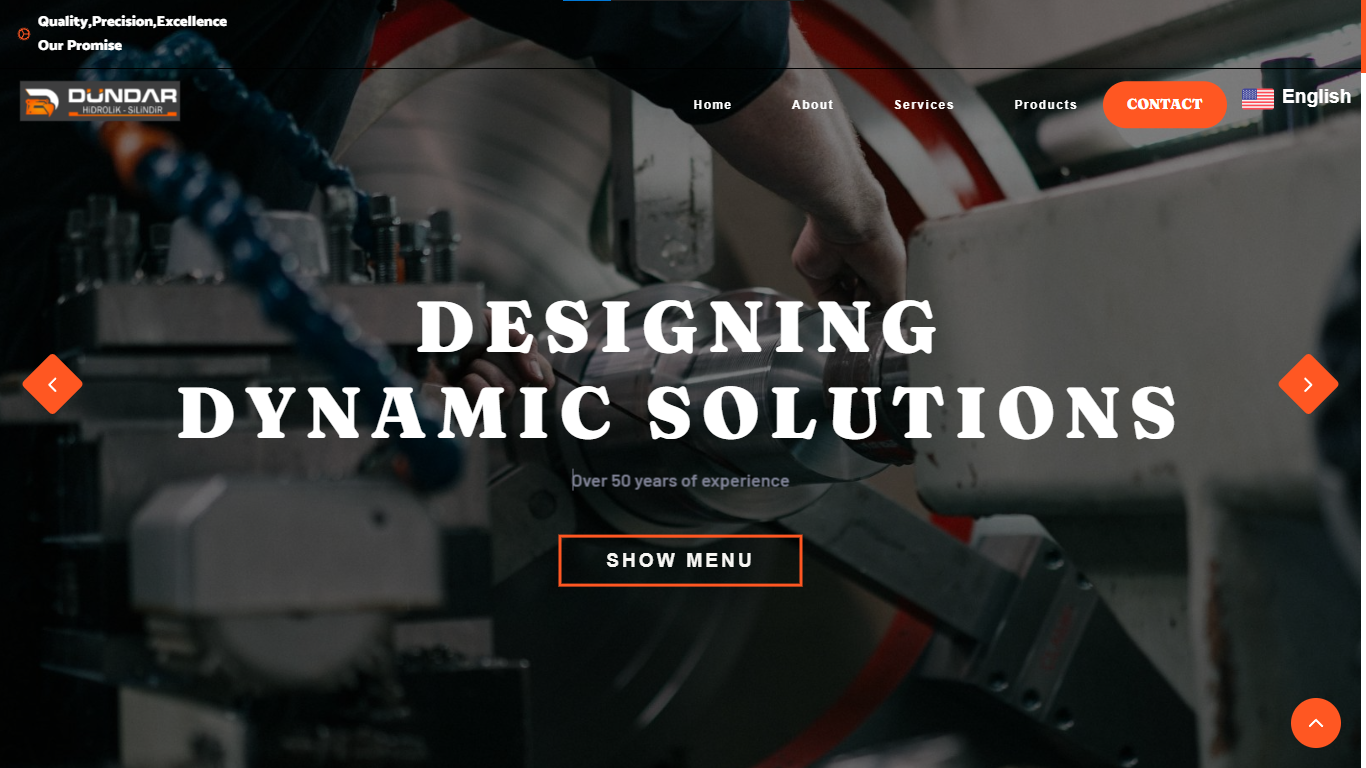 Quality,Precision,Excellence
Our Promise
DÜNDAR
HİDROLİK - SİLİNDİR
Home
About
Services
Products
CONTACT
English
DESIGNING
DYNAMIC SOLUTIONS
Over 50 years of experience
SHOW MENU